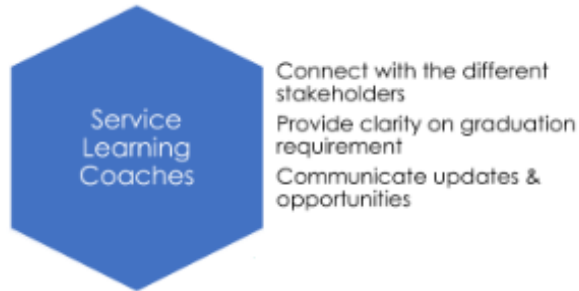 Service
Learning
Coaches
Connect with the different
stakeholders
Provide clarity on graduation
requirement
Communicate updates &
opportunities